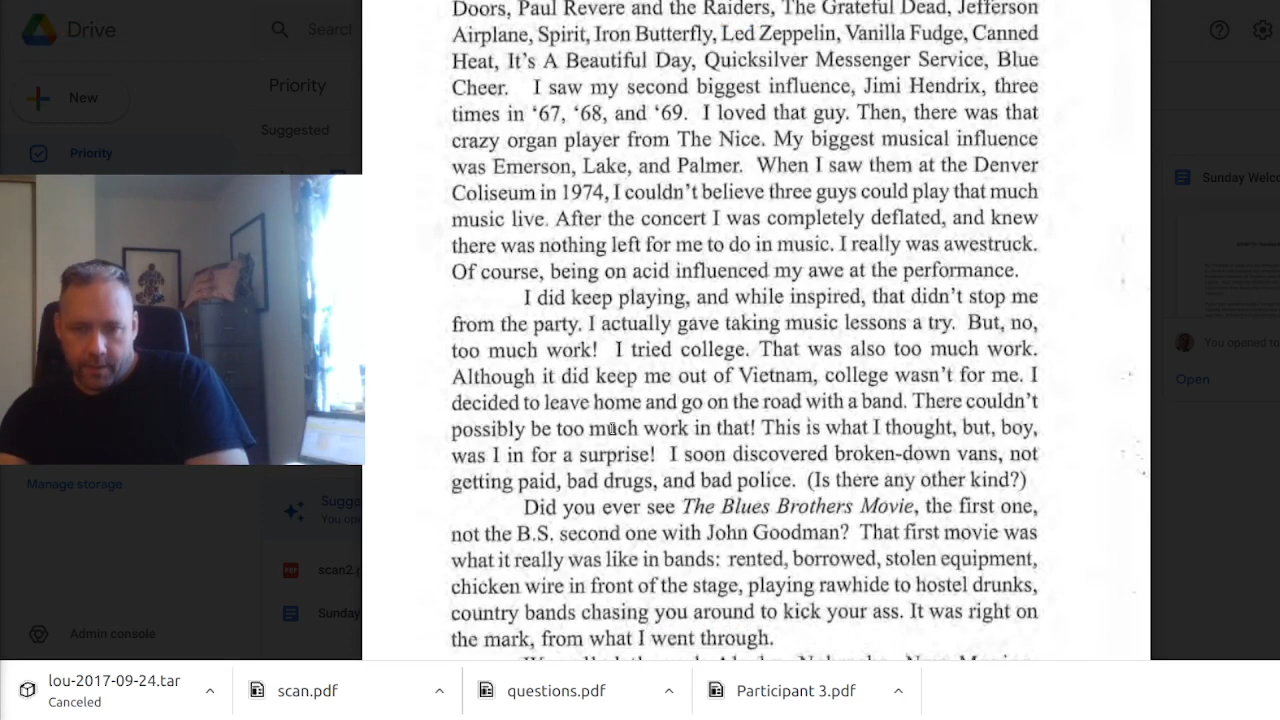 Drive
Search
New
Priority
Suggested
Priority
Doors, Paul Revere and the Raiders, The Grateful Dead, Jefferson
Airplane, Spirit, Iron Butterfly, Led Zeppelin, Vanilla Fudge, Canned
Heat, It's A Beautiful Day, Quicksilver Messenger Service, Blue
Cheer. I saw my second biggest influence, Jimi Hendrix, three
times in ‘67, ‘68, and ‘69. I loved that guy. Then, there was that
crazy organ player from The Nice. My biggest musical influence
was Emerson, Lake, and Palmer. When I saw them at the Denver
Coliseum in 1974, I couldn't believe three guys could play that much
music live. After the concert I was completely deflated, and knew
there was nothing left for me to do in music. I really was awestruck.
Of course, being on acid influenced my awe at the performance.
I did keep playing, and while inspired, that didn't stop me
from the party. I actually gave taking music lessons a try. But, no,
too much work! I tried college. That was also too much work.
Although it did keep me out of Vietnam, college wasn't for me. I
decided to leave home and go on the road with a band. There couldn't
possibly be too much work in that! This is what I thought, but, boy,
was I in for a surprise! I soon discovered broken-down vans, not
getting paid, bad drugs, and bad police. (Is there any other kind?)
Did you ever see The Blues Brothers Movie, the first one,
not the B.S. second one with John Goodman? That first movie was
what it really was like in bands: rented, borrowed, stolen equipment,
chicken wire in front of the stage, playing rawhide to hostel drunks,
country bands chasing you around to kick your ass. It was right on
the mark, from what I went through.
Sunday Welco
You opened to
Open
Manage storage
Sugge
You ope
scan2.p
Sunday
Admin console
lou-2017-09-24.tar
Canceled
scan.pdf
questions.pdf
Participant 3.pdf